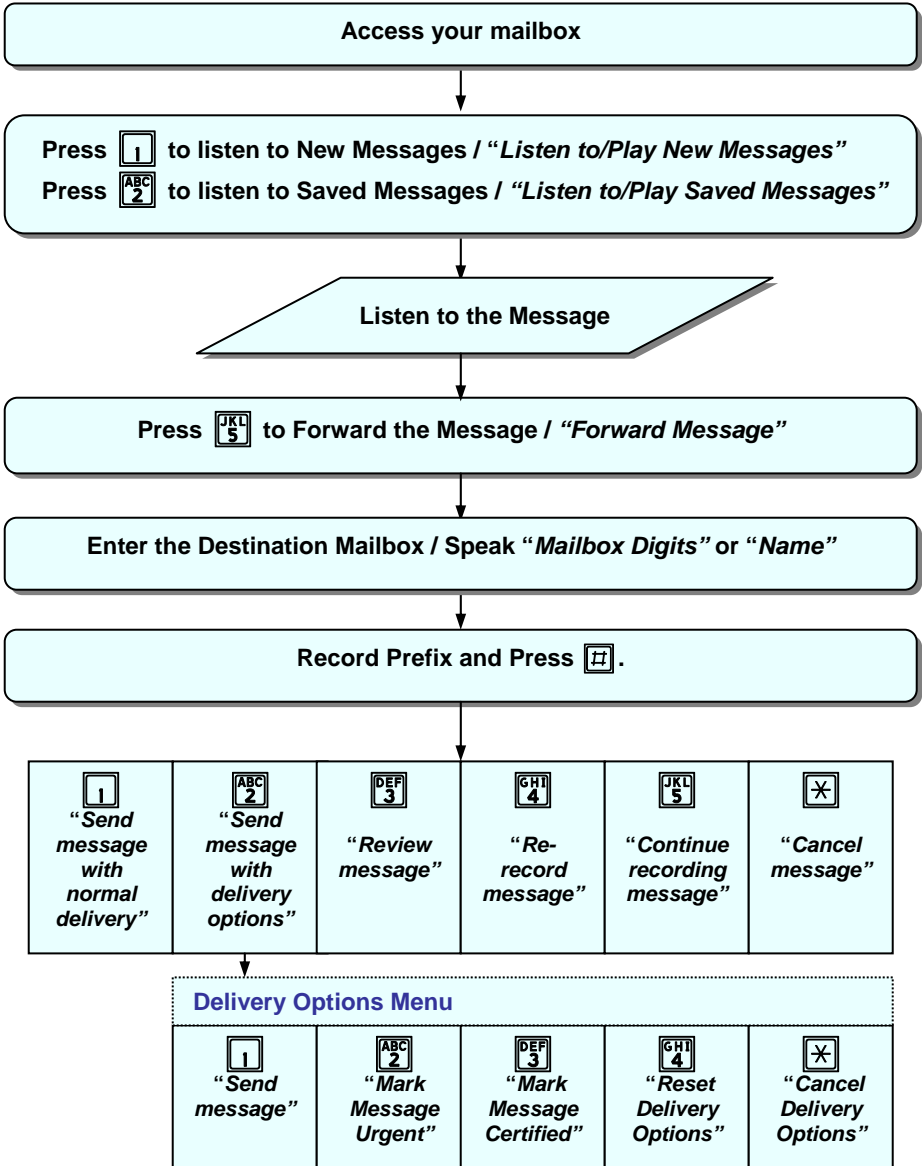 Access your mailbox
Press 1 to listen to New Messages / “Listen to/Play New Messages”
Press ABC 2 to listen to Saved Messages / “Listen to/Play Saved Messages”
Listen to the Message
Press JKL 5 to Forward the Message / “Forward Message”
Enter the Destination Mailbox / Speak “Mailbox Digits” or “Name”
Record Prefix and Press #.
1
“Send
message
with
normal
delivery”
ABC
2
“Send
message
with
delivery
options”
DEF
3
“Review
message”
GHI
4
“Re-
record
message”
JKL
5
“Continue
recording
message”
*
“Cancel
message”
Delivery Options Menu
1
“Send
message”
ABC
2
“Mark
Message
Urgent”
DEF
3
“Mark
Message
Certified”
GHI
4
“Reset
Delivery
Options”
*
“Cancel
Delivery
Options”